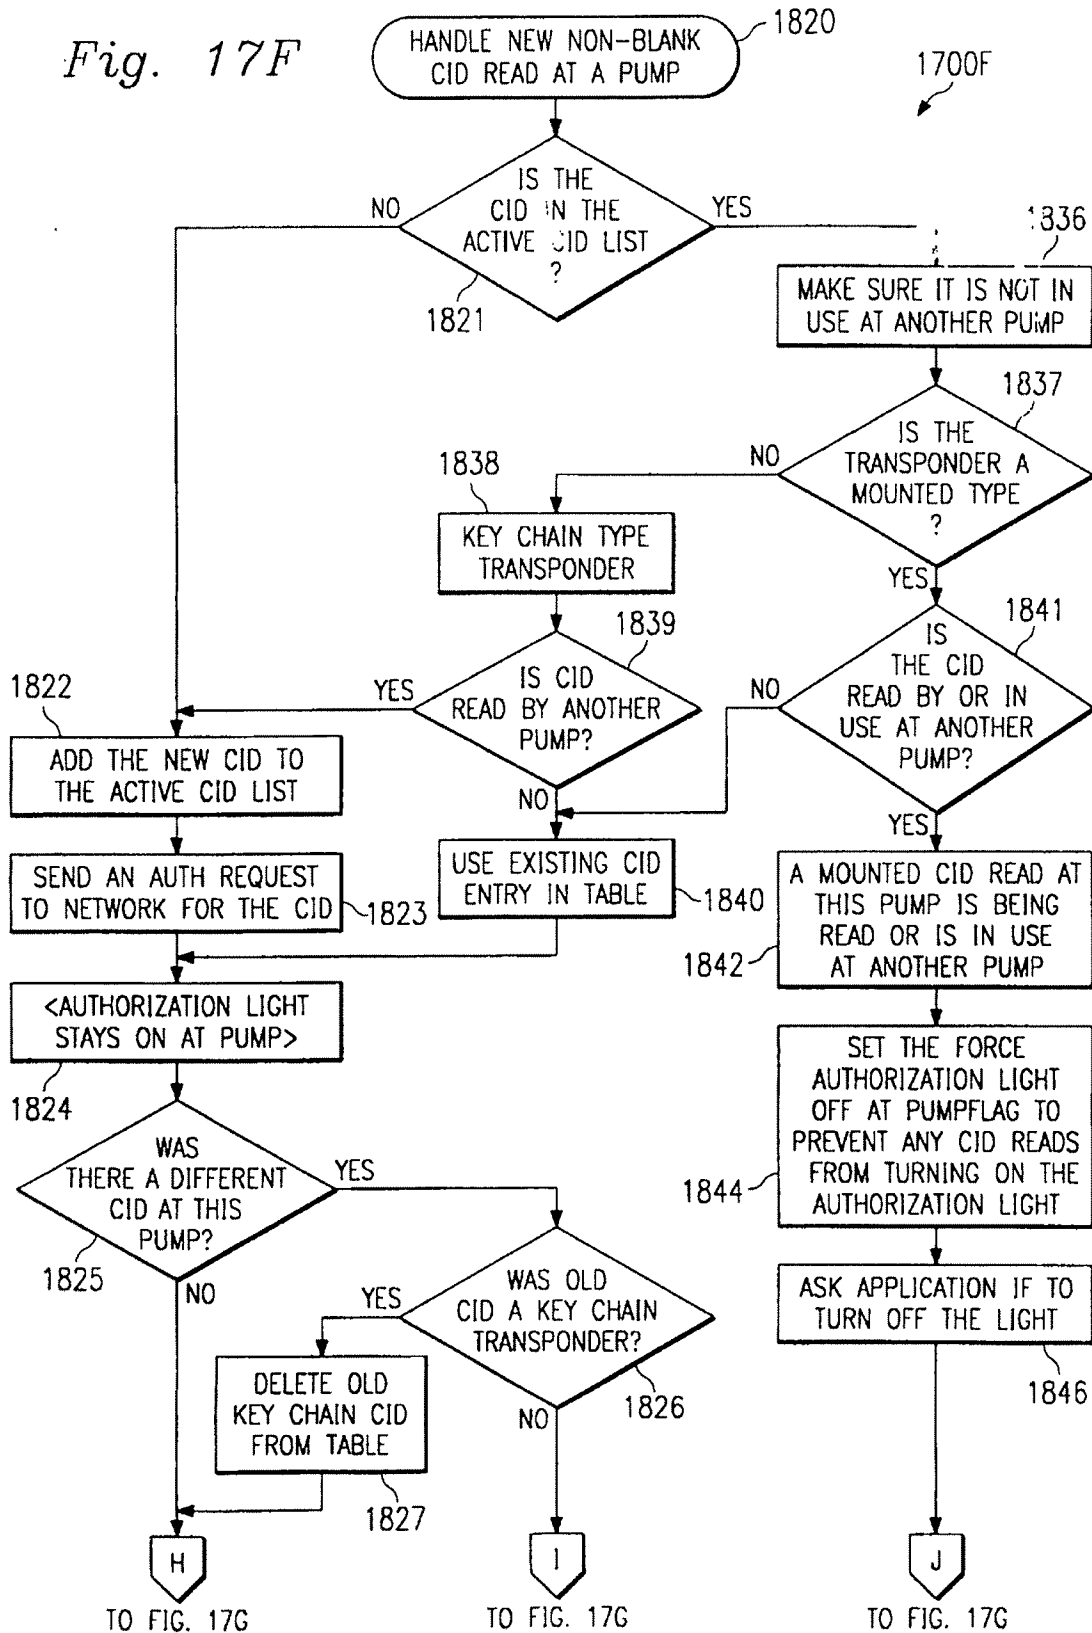 Fig. 17F
HANDLE NEW NON-BLANK
CID READ AT A PUMP
1820
1700F
IS THE
CID IN THE
ACTIVE CID LIST
?
NO
YES
1821
1836
MAKE SURE IT IS NOT IN
USE AT ANOTHER PUMP
1837
IS THE
TRANSPONDER A
MOUNTED TYPE
?
NO
YES
1838
KEY CHAIN TYPE
TRANSPONDER
1839
IS CID
READ BY ANOTHER
PUMP?
YES
NO
1841
IS
THE CID
READ BY OR IN
USE AT ANOTHER
PUMP?
NO
YES
1822
ADD THE NEW CID TO
THE ACTIVE CID LIST
SEND AN AUTH REQUEST
TO NETWORK FOR THE CID
1823
USE EXISTING CID
ENTRY IN TABLE
1840
A MOUNTED CID READ AT
THIS PUMP IS BEING
READ OR IS IN USE
AT ANOTHER PUMP
1842
<AUTHORIZATION LIGHT
STAYS ON AT PUMP>
1824
SET THE FORCE
AUTHORIZATION LIGHT
OFF AT PUMPFLAG TO
PREVENT ANY CID READS
FROM TURNING ON THE
AUTHORIZATION LIGHT
1844
WAS
THERE A DIFFERENT
CID AT THIS
PUMP?
YES
1825
NO
WAS OLD
CID A KEY CHAIN
TRANSPONDER?
YES
1826
NO
ASK APPLICATION IF TO
TURN OFF THE LIGHT
1846
DELETE OLD
KEY CHAIN CID
FROM TABLE
1827
H
TO FIG. 17G
I
TO FIG. 17G
J
TO FIG. 17G